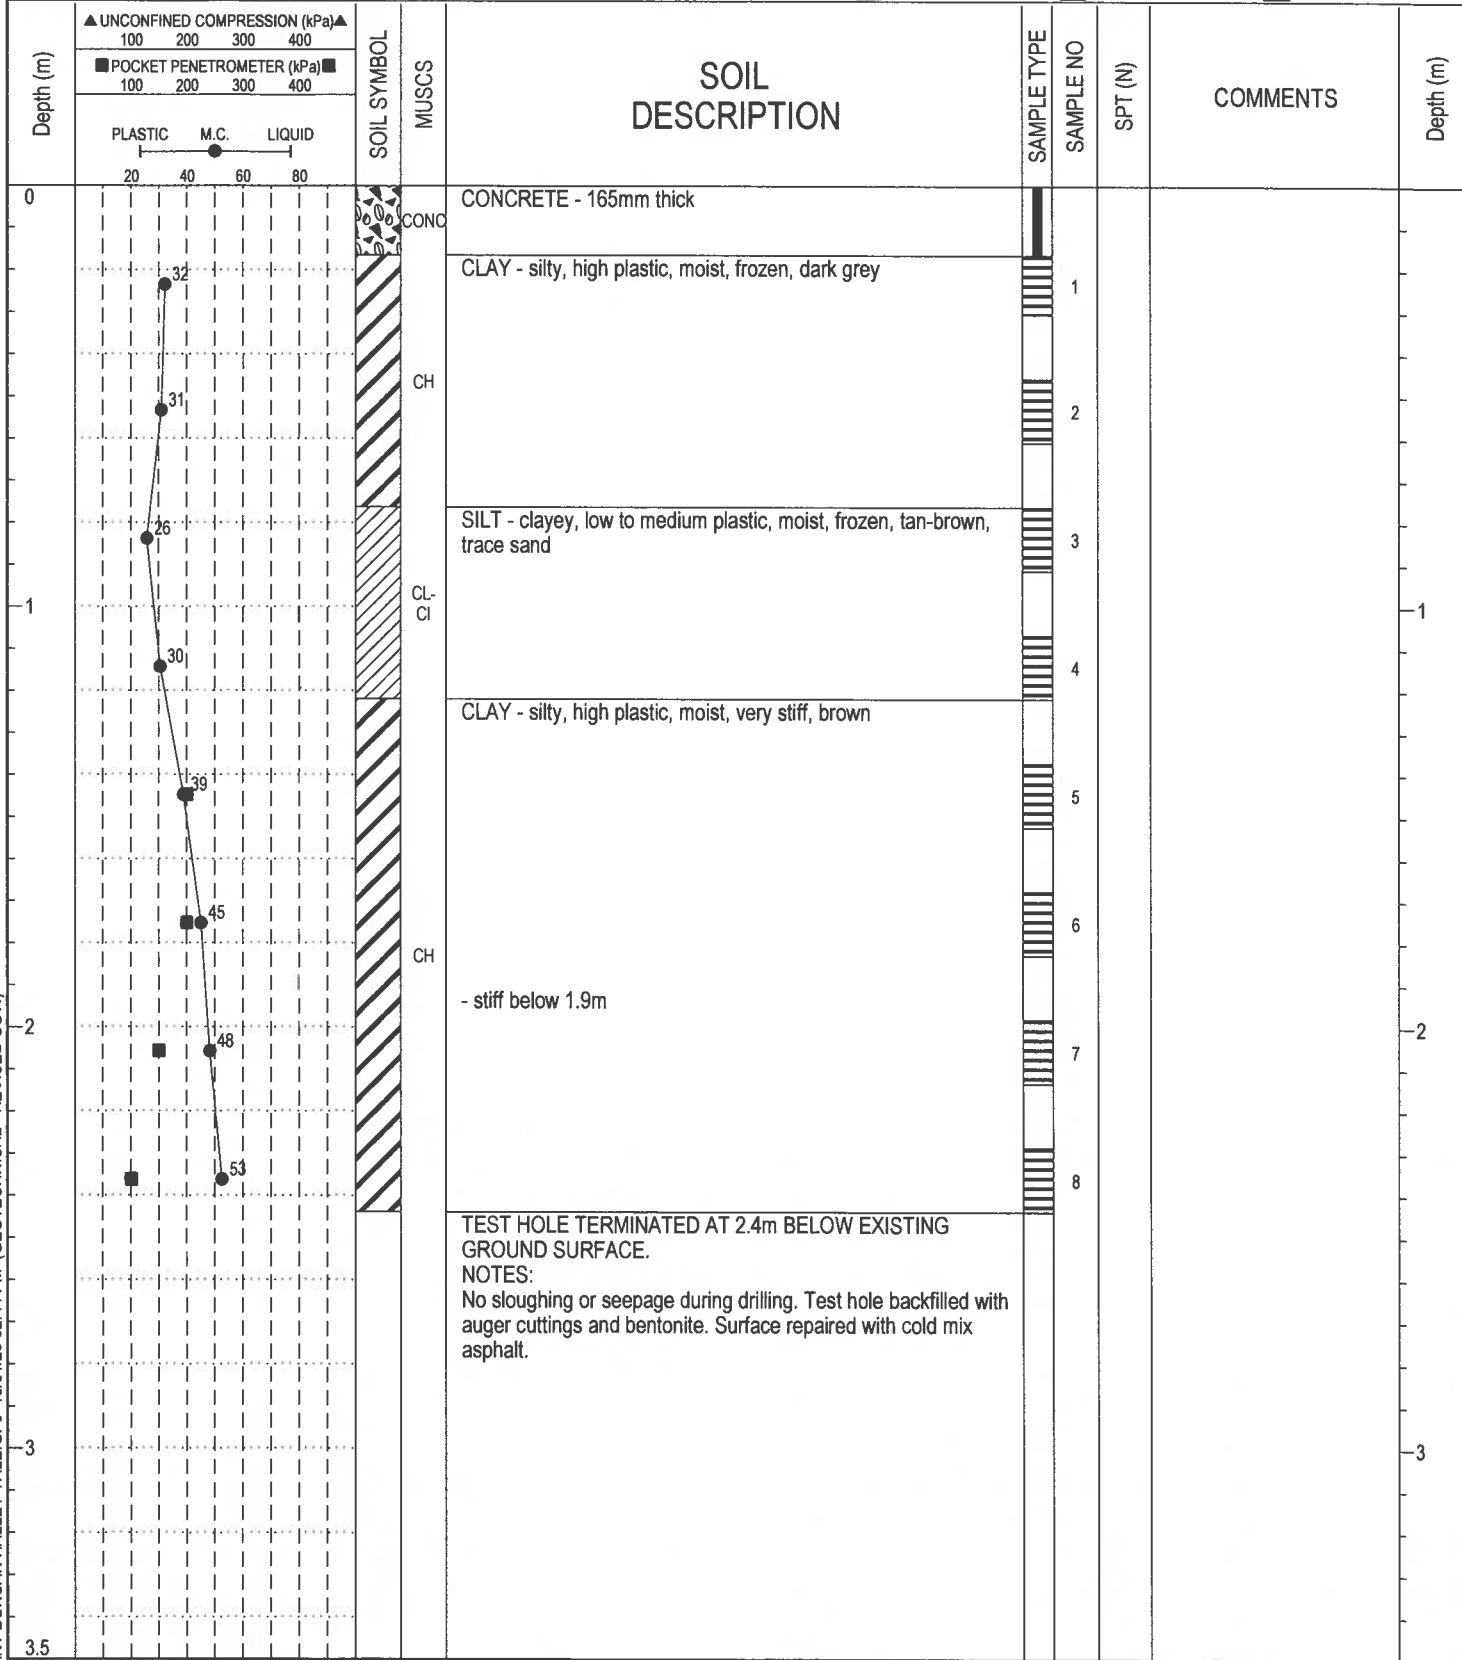 ▲ UNCONFINED COMPRESSION (kPa) ▲
100 200 300 400
■ POCKET PENETROMETER (kPa) ■
100 200 300 400
PLASTIC M.C. LIQUID
20 40 60 80
Depth (m)
SOIL SYMBOL
MUSCS
SOIL
DESCRIPTION
SAMPLE TYPE
SAMPLE NO
SPT (N)
COMMENTS
Depth (m)
0
CONC
CONCRETE - 165mm thick
32
CLAY - silty, high plastic, moist, frozen, dark grey
1
CH
31
2
26
SILT - clayey, low to medium plastic, moist, frozen, tan-brown,
trace sand
3
1
CL-
CI
1
30
4
CLAY - silty, high plastic, moist, very stiff, brown
39
5
45
6
CH
- stiff below 1.9m
2
2
48
7
53
8
TEST HOLE TERMINATED AT 2.4m BELOW EXISTING
GROUND SURFACE.
NOTES:
No sloughing or seepage during drilling. Test hole backfilled with
auger cuttings and bentonite. Surface repaired with cold mix
asphalt.
3
3
3.5